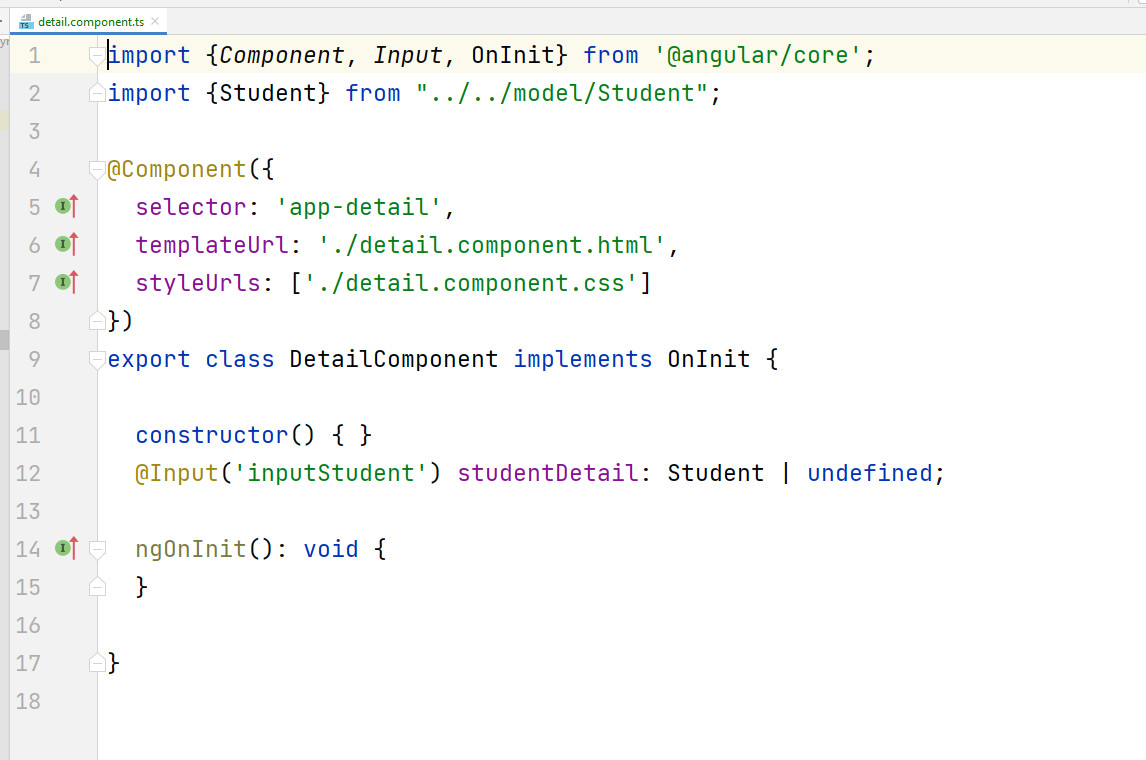 detail.component.ts
1 import {Component, Input, OnInit} from '@angular/core';
2 import {Student} from "../../model/Student";
3
4 @Component({
5 selector: 'app-detail',
6 templateUrl: './detail.component.html',
7 styleUrls: ['./detail.component.css']
8 })
9 export class DetailComponent implements OnInit {
10
11 constructor() { }
12 @Input('inputStudent') studentDetail: Student | undefined;
13
14 ngOnInit(): void {
15 }
16
17 }
18